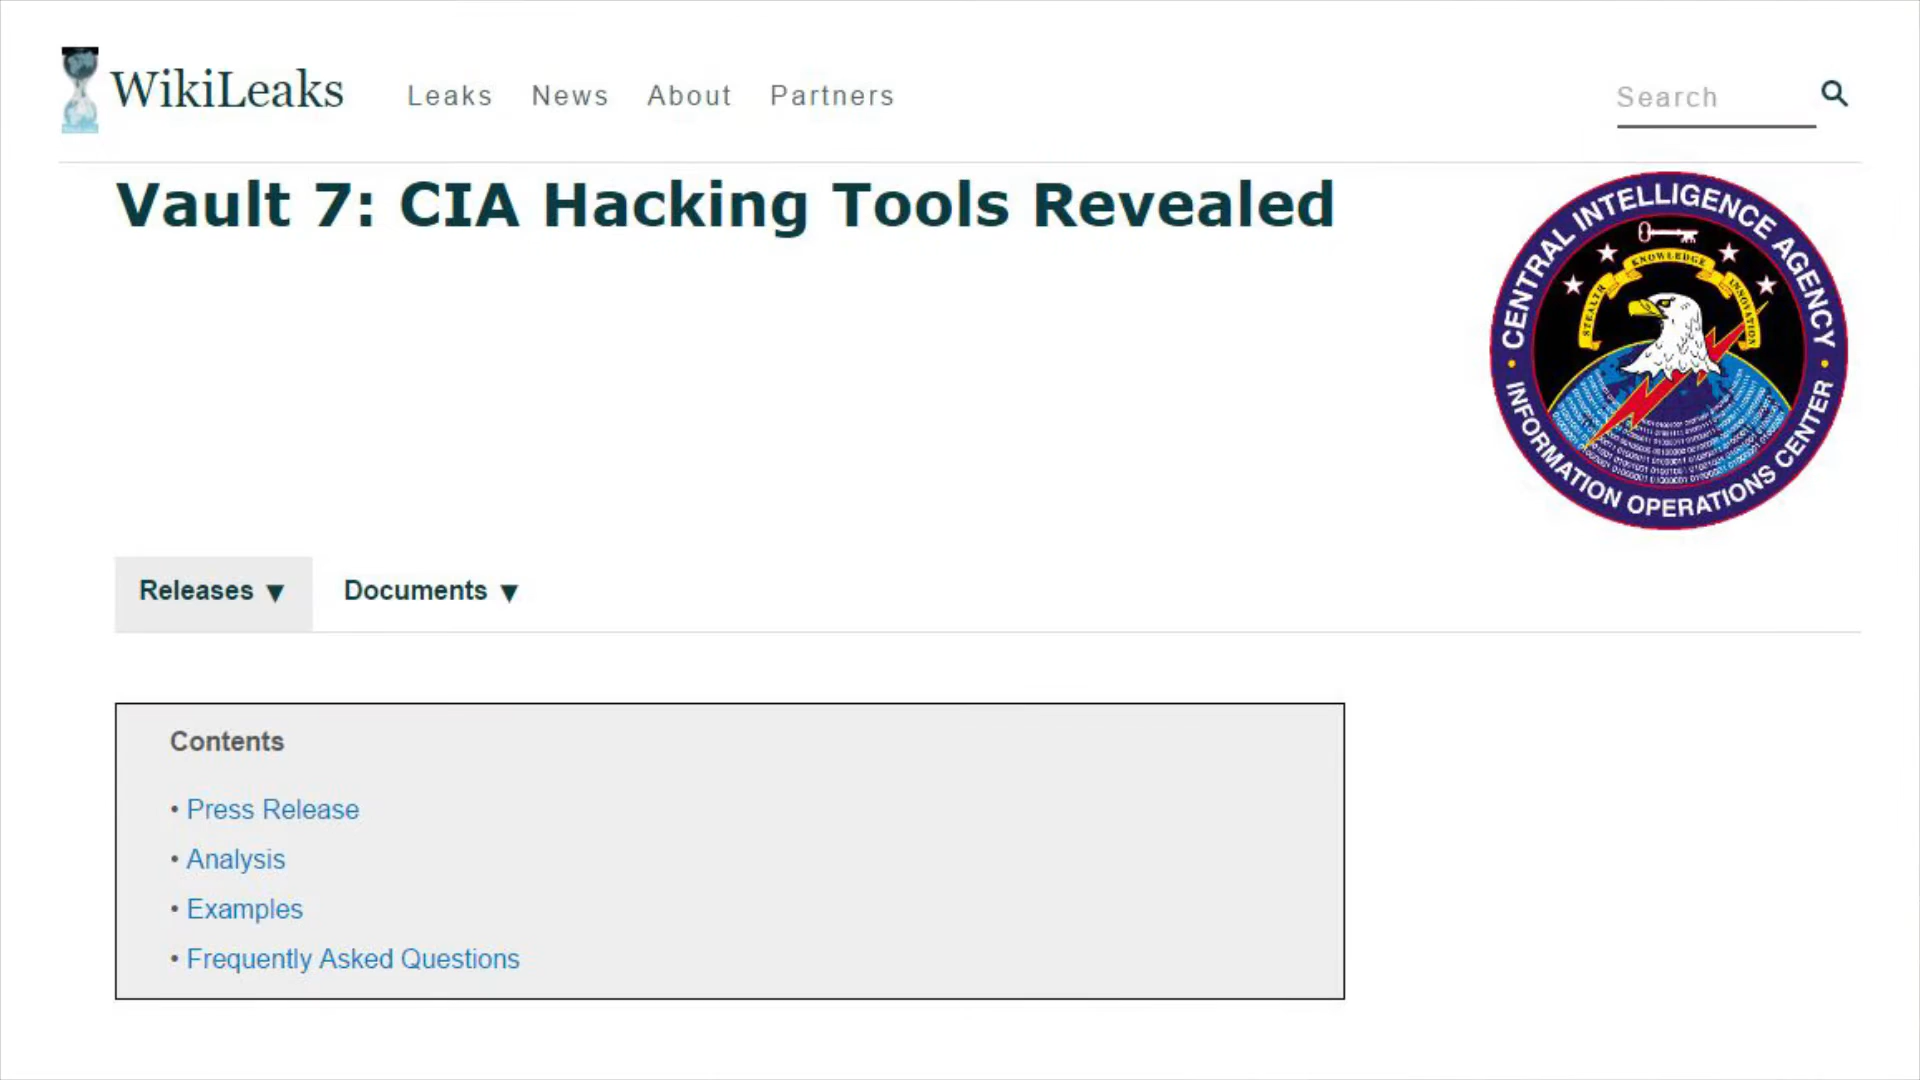 WikiLeaks
Leaks News About Partners
Search
Vault 7: CIA Hacking Tools Revealed
CENTRAL INTELLIGENCE AGENCY
STEALTH KNOWLEDGE INNOVATION
INFORMATION OPERATIONS CENTER
Releases ▼ Documents ▼
Contents
• Press Release
• Analysis
• Examples
• Frequently Asked Questions